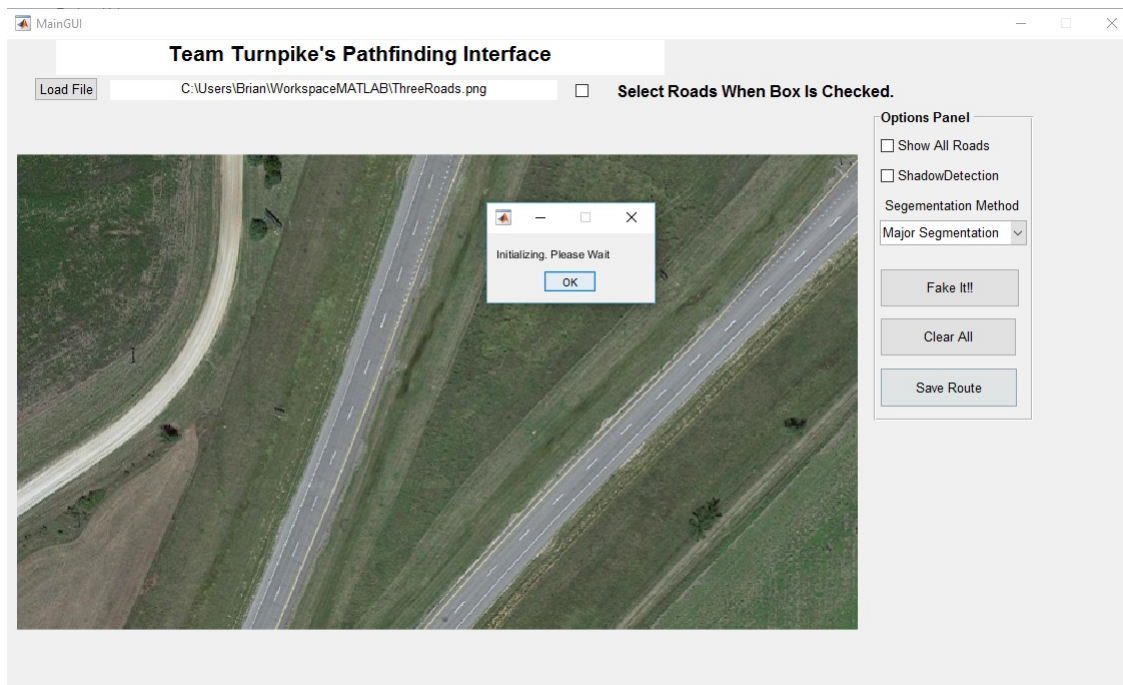 MainGUI
Team Turnpike's Pathfinding Interface
Load File
C:\Users\Brian\WorkspaceMATLAB\ThreeRoads.png
Select Roads When Box Is Checked.
Options Panel
Show All Roads
ShadowDetection
Segementation Method
Major Segmentation
Initializing. Please Wait
OK
Fake It!!
Clear All
Save Route